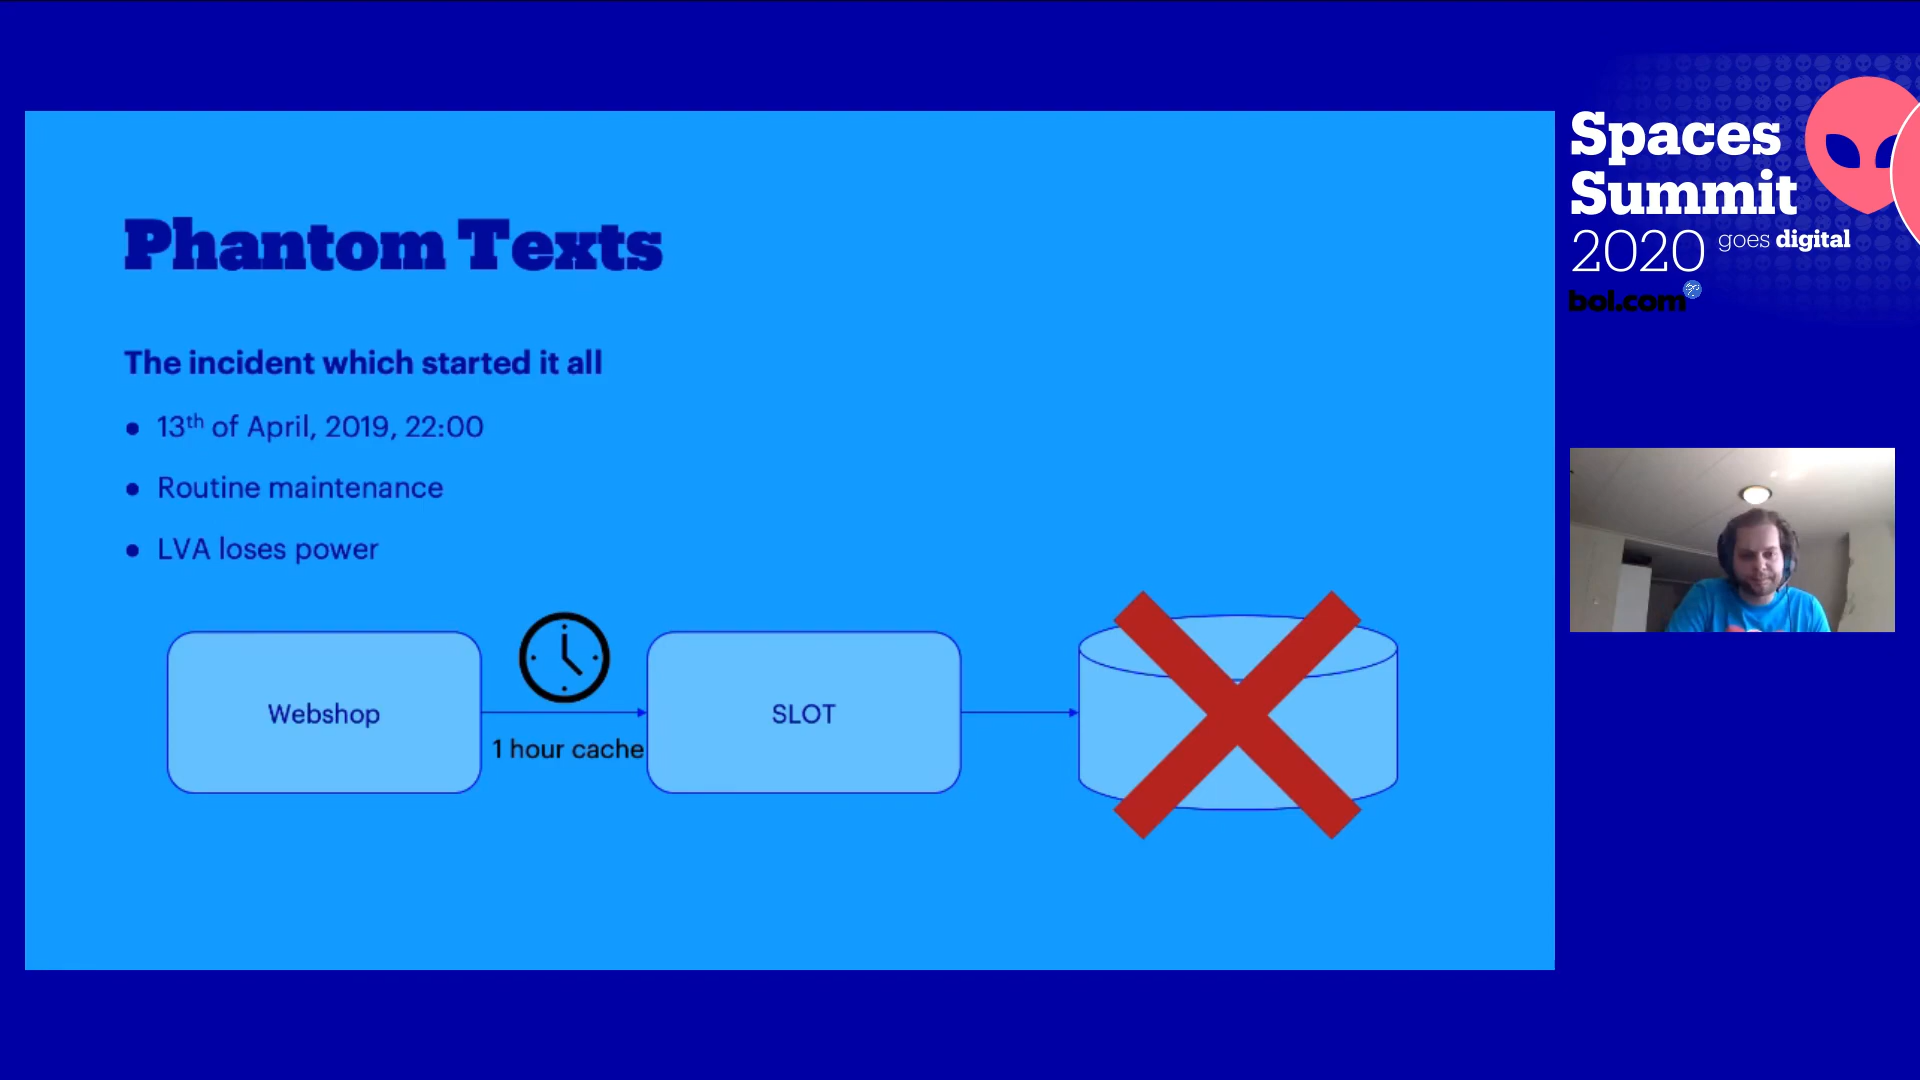 Phantom Texts
The incident which started it all
• 13th of April, 2019, 22:00
• Routine maintenance
• LVA loses power
Webshop
1 hour cache
SLOT
Spaces
Summit
2020 goes digital
bol.com